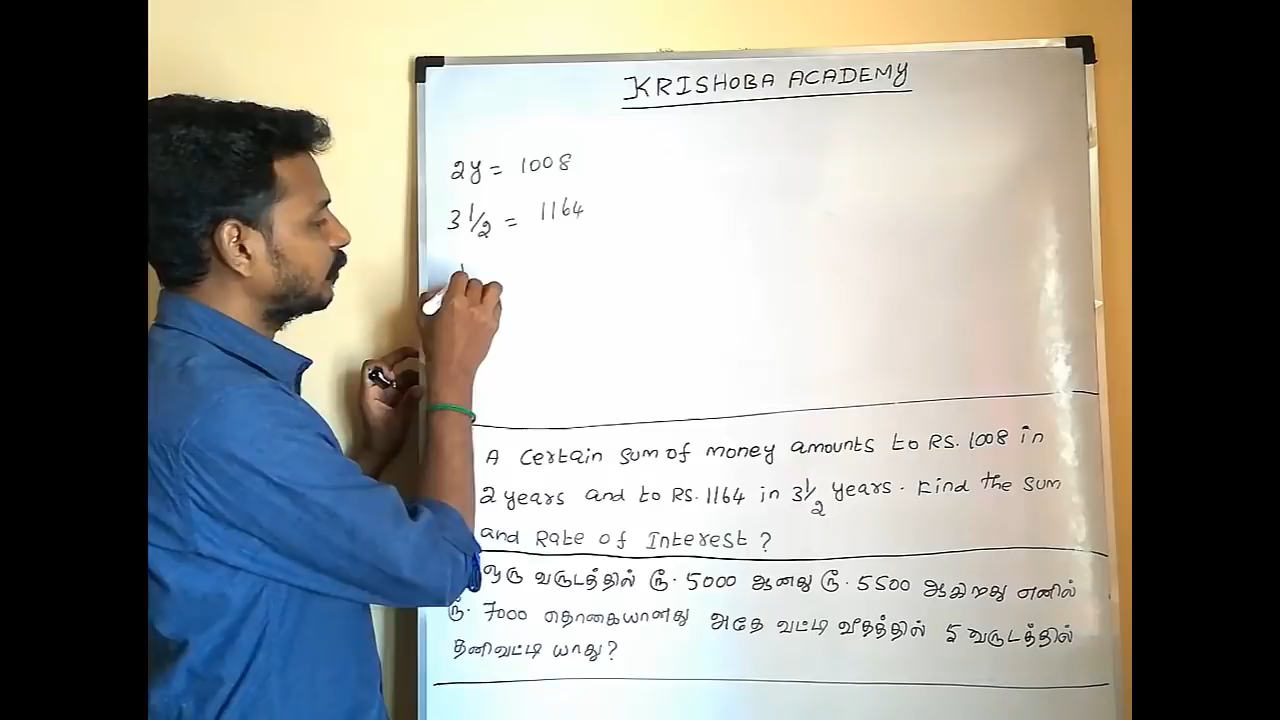 KRISHOBA ACADEMY
2y = 1008
3 1/2 = 1164
A certain sum of money amounts to RS. 1008 in
2 years and to RS. 1164 in 3 1/2 years. Find the sum
and Rate of Interest ?
ஒரு வருடத்தில் ரூ. 5000 ஆனது ரூ. 5500 ஆகிறது எனில்
ரூ. 7000 தொகையானது அதே வட்டி வீதத்தில் 5 வருடத்தில்
தனிவட்டி யாது?